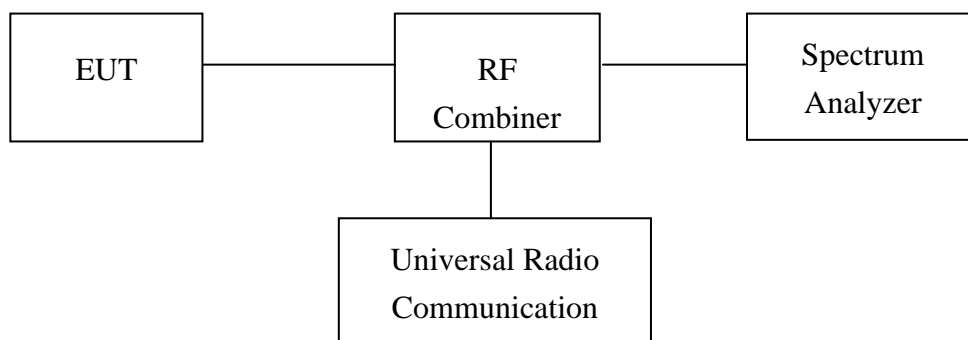 EUT
RF
Combiner
Spectrum
Analyzer
Universal Radio
Communication